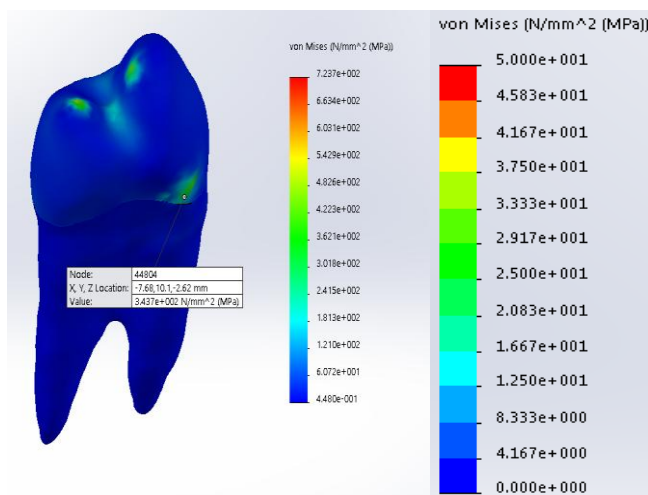 von Mises (N/mm^2 (MPa))
7.237e+002
6.634e+002
6.031e+002
5.429e+002
4.826e+002
4.223e+002
3.620e+002
3.018e+002
2.415e+002
1.813e+002
1.210e+002
6.072e+001
4.480e-001
Node: 44804
X, Y, Z Location: -7.68,10.1,-2.62 mm
Value: 3.437e+002 N/mm^2 (MPa)
von Mises (N/mm^2 (MPa))
5.000e+001
4.583e+001
4.167e+001
3.750e+001
3.333e+001
2.917e+001
2.500e+001
2.083e+001
1.667e+001
1.250e+001
8.333e+000
4.167e+000
0.000e+000